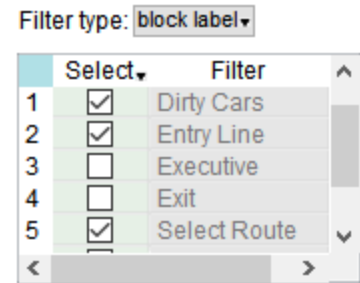 Filter type: block label
Select Filter
1 Dirty Cars
2 Entry Line
3 Executive
4 Exit
5 Select Route